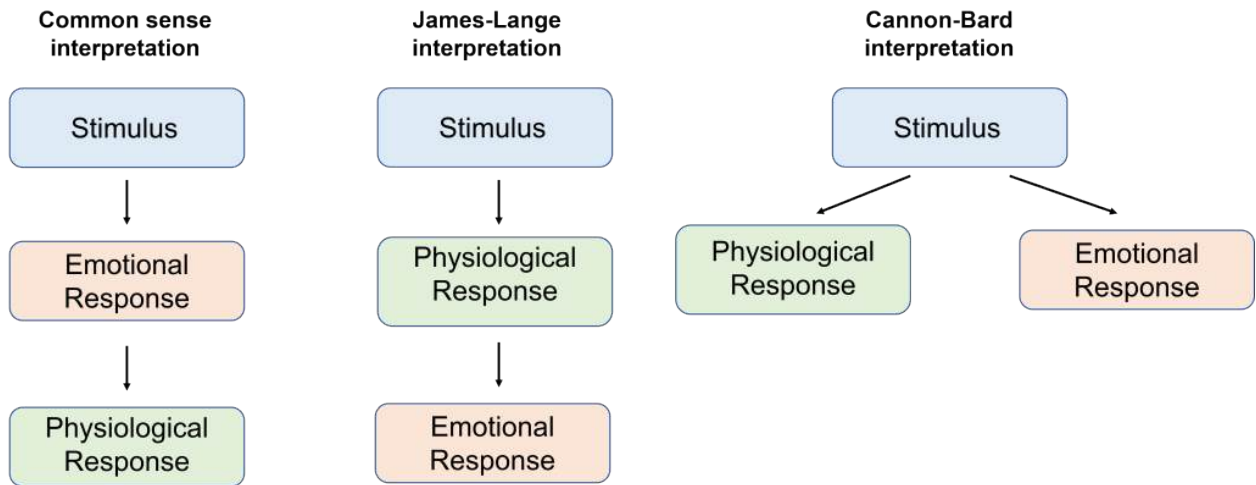 Common sense
interpretation
Stimulus
Emotional
Response
Physiological
Response
James-Lange
interpretation
Stimulus
Physiological
Response
Emotional
Response
Cannon-Bard
interpretation
Stimulus
Physiological
Response
Emotional
Response